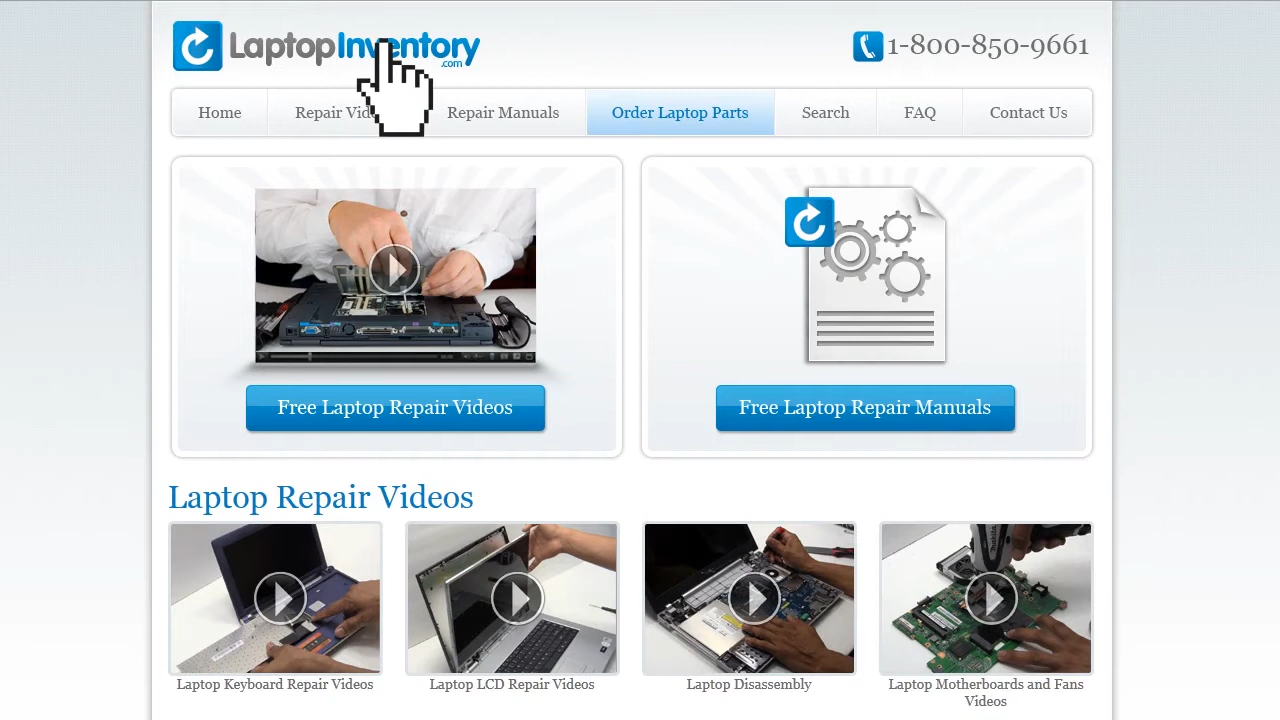 LaptopInventory
.com
1-800-850-9661
Home
Repair Manuals
Order Laptop Parts
Search
FAQ
Contact Us
Free Laptop Repair Videos
Free Laptop Repair Manuals
Laptop Repair Videos
Laptop Keyboard Repair Videos
Laptop LCD Repair Videos
Laptop Disassembly
Laptop Motherboards and Fans
Videos